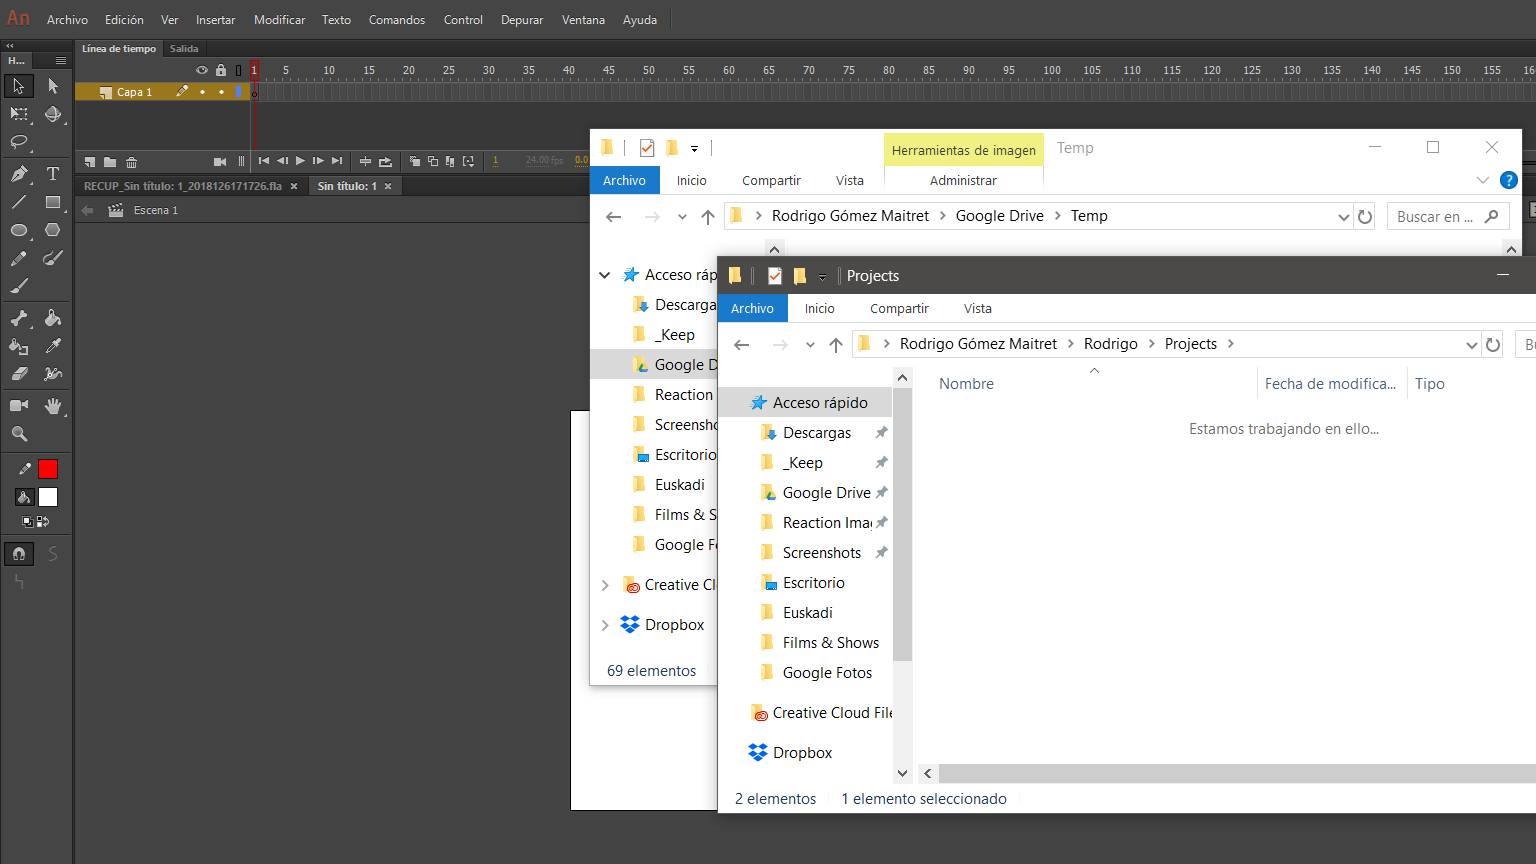 An Archivo Edición Ver Insertar Modificar Texto Comandos Control Depurar Ventana Ayuda
H... Línea de tiempo Salida
1 5 10 15 20 25 30 35 40 45 50 55 60 65 70 75 80 85 90 95 100 105 110 115 120 125 130 135 140 145 150 155 16
Capa 1
1 24.00 fps 0.0
RECUP_Sin título: 1_2018126171726.fla × Sin título: 1 ×
Escena 1
Herramientas de imagen Temp
Archivo Inicio Compartir Vista Administrar
Rodrigo Gómez Maitret > Google Drive > Temp
Buscar en ...
Acceso ráp
Descarga
_Keep
Google D
Reaction
Screensho
Escritorio
Euskadi
Films & S
Google Fo
Creative Cl
Dropbox
69 elementos
Projects
Archivo Inicio Compartir Vista
Rodrigo Gómez Maitret > Rodrigo > Projects >
Bu
Nombre Fecha de modifica... Tipo
Estamos trabajando en ello...
Acceso rápido
Descargas
_Keep
Google Drive
Reaction Imag
Screenshots
Escritorio
Euskadi
Films & Shows
Google Fotos
Creative Cloud File
Dropbox
2 elementos 1 elemento seleccionado